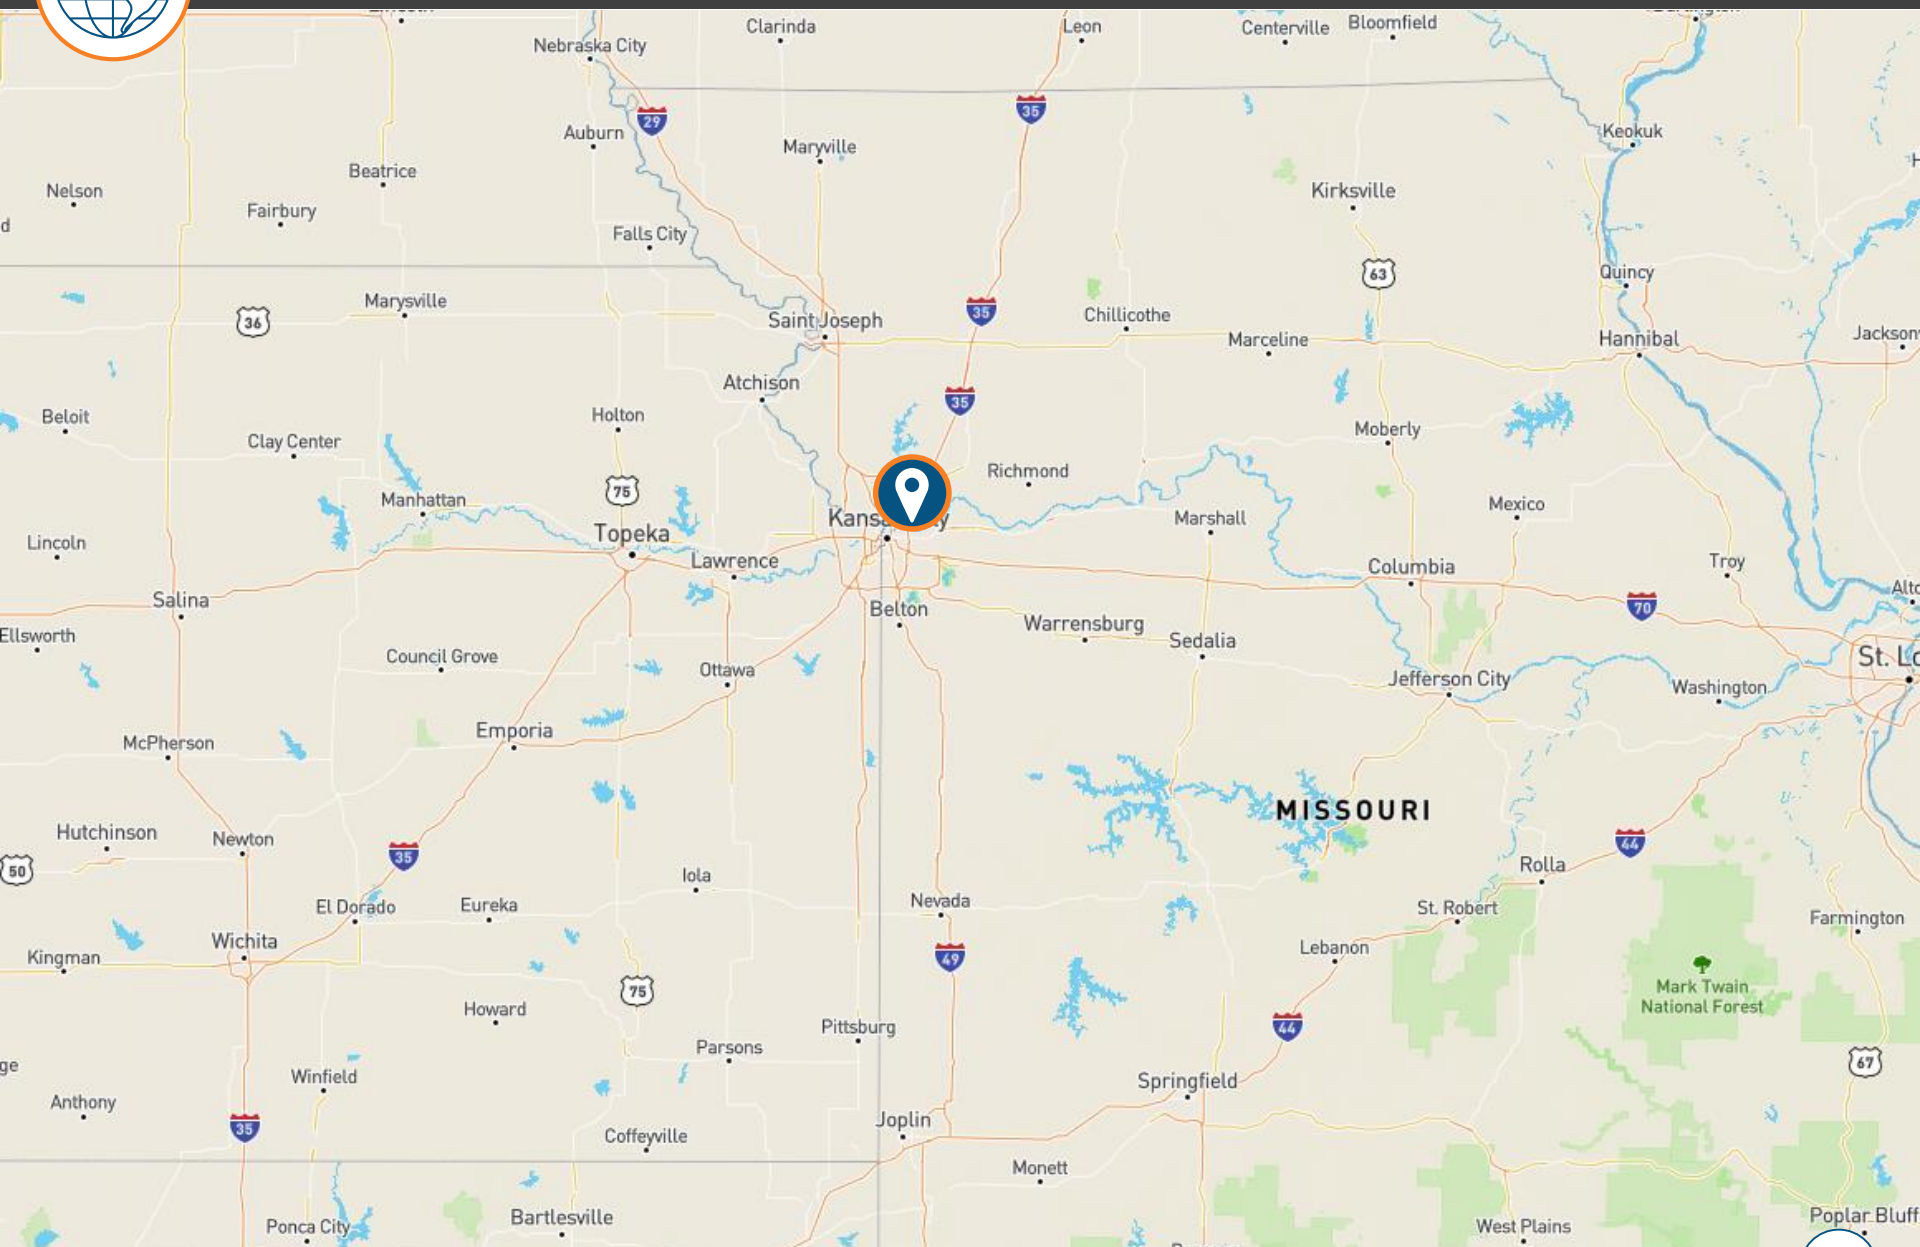 Clarinda
Leon
Centerville
Bloomfield
Nebraska City
29
35
Auburn
Maryville
Keokuk
Beatrice
Nelson
Kirksville
Fairbury
Falls City
63
Quincy
Marysville
36
Saint Joseph
35
Chillicothe
Marceline
Hannibal
Atchison
35
Beloit
Holton
Clay Center
Moberly
Richmond
75
Manhattan
Mexico
Marshall
Topeka
Lincoln
Lawrence
Columbia
Troy
Salina
Belton
70
Warrensburg
Ellsworth
Sedalia
Council Grove
Ottawa
Jefferson City
Washington
Emporia
McPherson
MISSOURI
Hutchinson
Newton
35
44
50
Rolla
Iola
El Dorado
Eureka
Nevada
St. Robert
Farmington
Wichita
Lebanon
Kingman
49
Mark Twain
National Forest
75
Howard
Pittsburg
44
Parsons
67
Winfield
Springfield
Anthony
35
Joplin
Coffeyville
Monett
Ponca City
Bartlesville
West Plains
Poplar Bluff